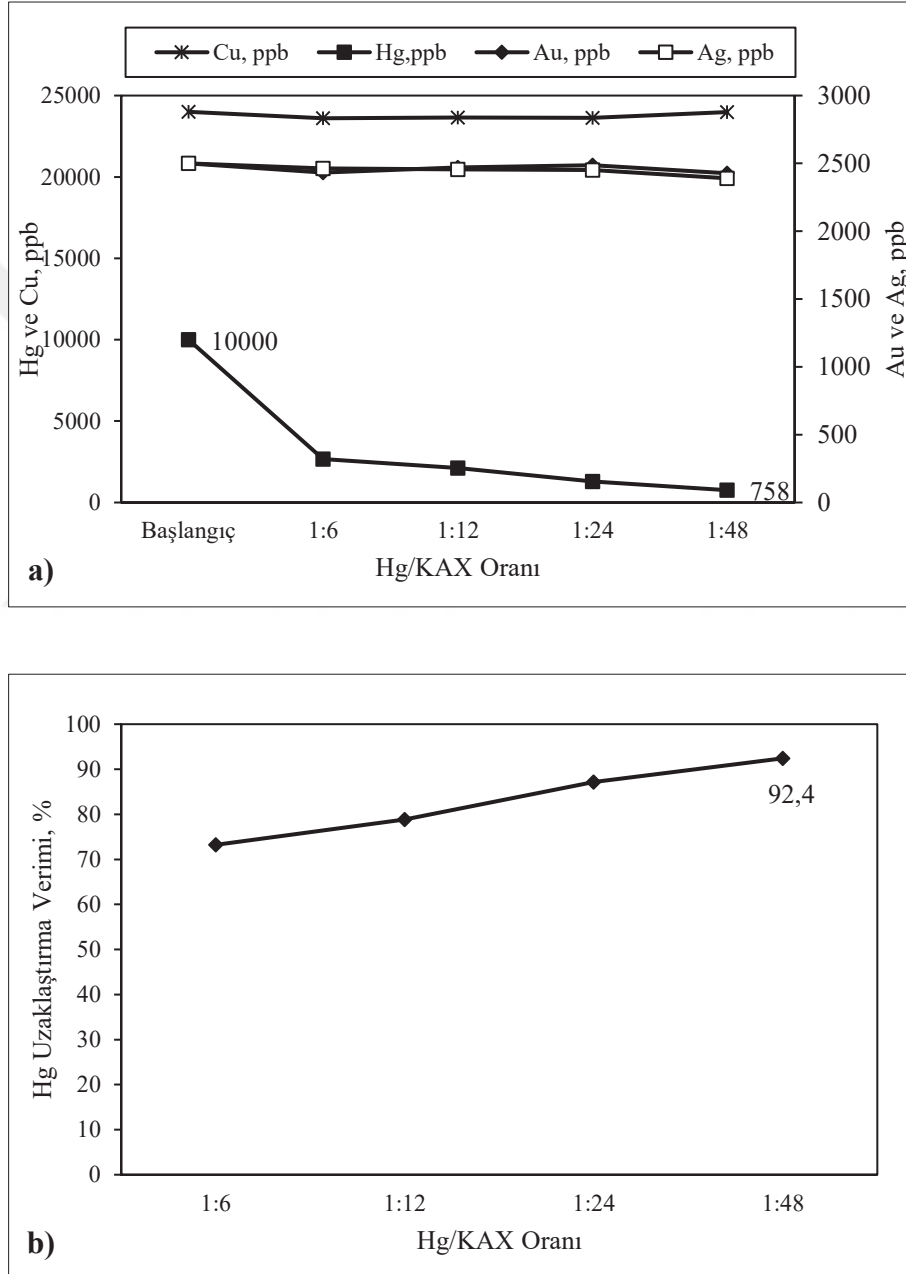 Cu, ppb Hg,ppb Au, ppb Ag, ppb
25000
20000
15000
10000
5000
0
Hg ve Cu, ppb
3000
2500
2000
1500
1000
500
0
Au ve Ag, ppb
10000
758
Başlangıç 1:6 1:12 1:24 1:48
Hg/KAX Oranı
a)
100
90
80
70
60
50
40
30
20
10
0
Hg Uzaklaştırma Verimi, %
92,4
1:6 1:12 1:24 1:48
Hg/KAX Oranı
b)